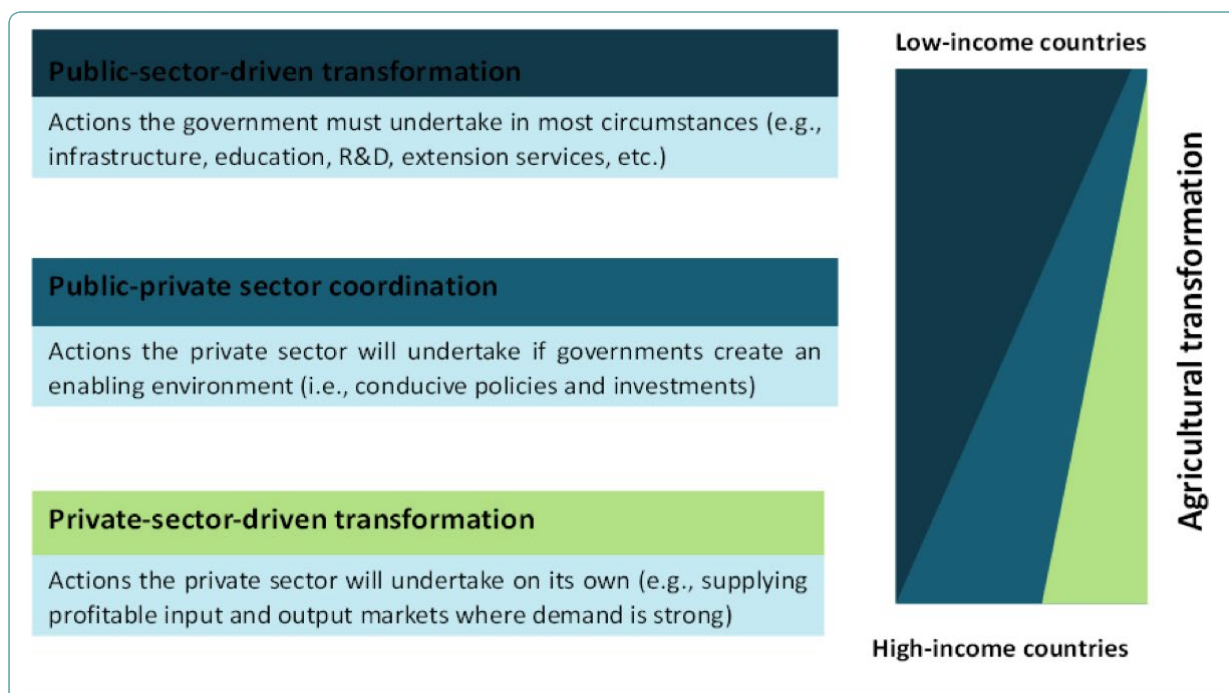 Public-sector-driven transformation
Actions the government must undertake in most circumstances (e.g.,
infrastructure, education, R&D, extension services, etc.)
Public-private sector coordination
Actions the private sector will undertake if governments create an
enabling environment (i.e., conducive policies and investments)
Private-sector-driven transformation
Actions the private sector will undertake on its own (e.g., supplying
profitable input and output markets where demand is strong)
Low-income countries
Agricultural transformation
High-income countries